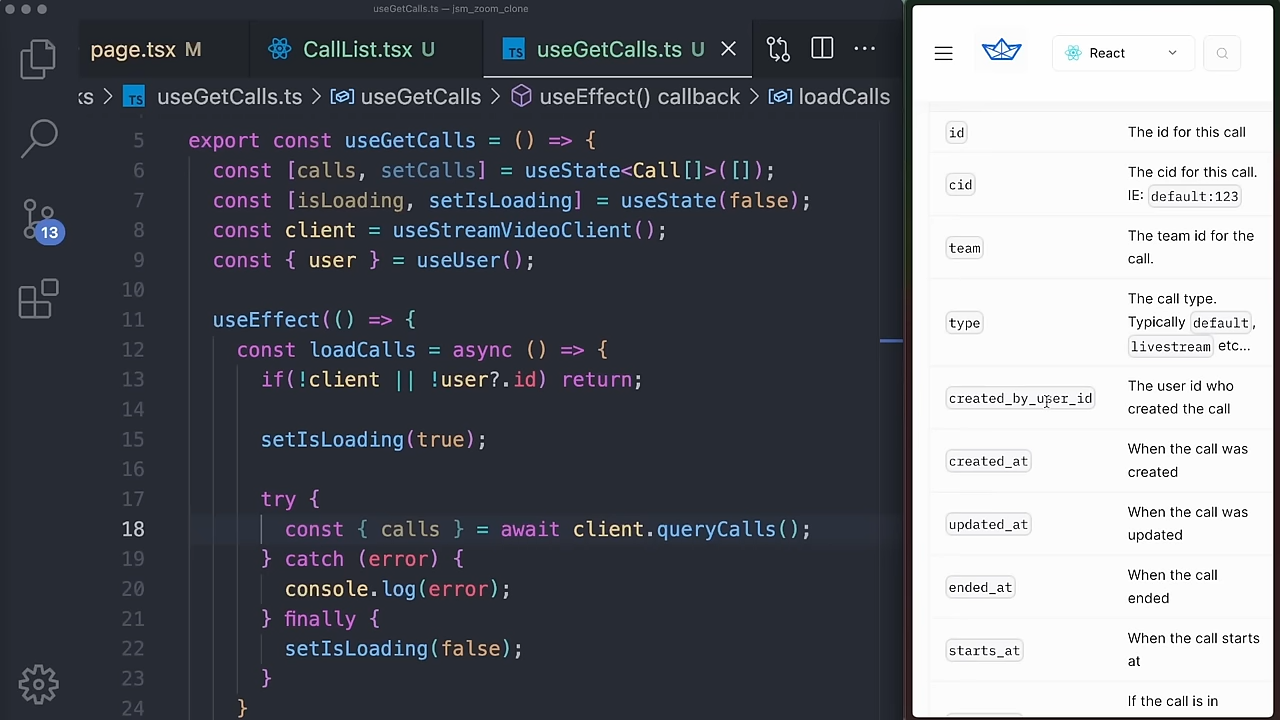 useGetCalls.ts — jsm_zoom_clone
page.tsx M
CallList.tsx U
TS useGetCalls.ts U
ks > TS useGetCalls.ts > useGetCalls > useEffect() callback > loadCalls
5 export const useGetCalls = () => {
6 const [calls, setCalls] = useState<Call[]>([]);
7 const [isLoading, setIsLoading] = useState(false);
8 const client = useStreamVideoClient();
9 const { user } = useUser();
10
11 useEffect(() => {
12 const loadCalls = async () => {
13 if(!client || !user?.id) return;
14
15 setIsLoading(true);
16
17 try {
18 const { calls } = await client.queryCalls();
19 } catch (error) {
20 console.log(error);
21 } finally {
22 setIsLoading(false);
23 }
24 }
13
React
id The id for this call
cid The cid for this call.
IE: default:123
team The team id for the
call.
type The call type.
Typically default,
livestream etc...
created_by_user_id The user id who
created the call
created_at When the call was
created
updated_at When the call was
updated
ended_at When the call
ended
starts_at When the call starts
at
If the call is in